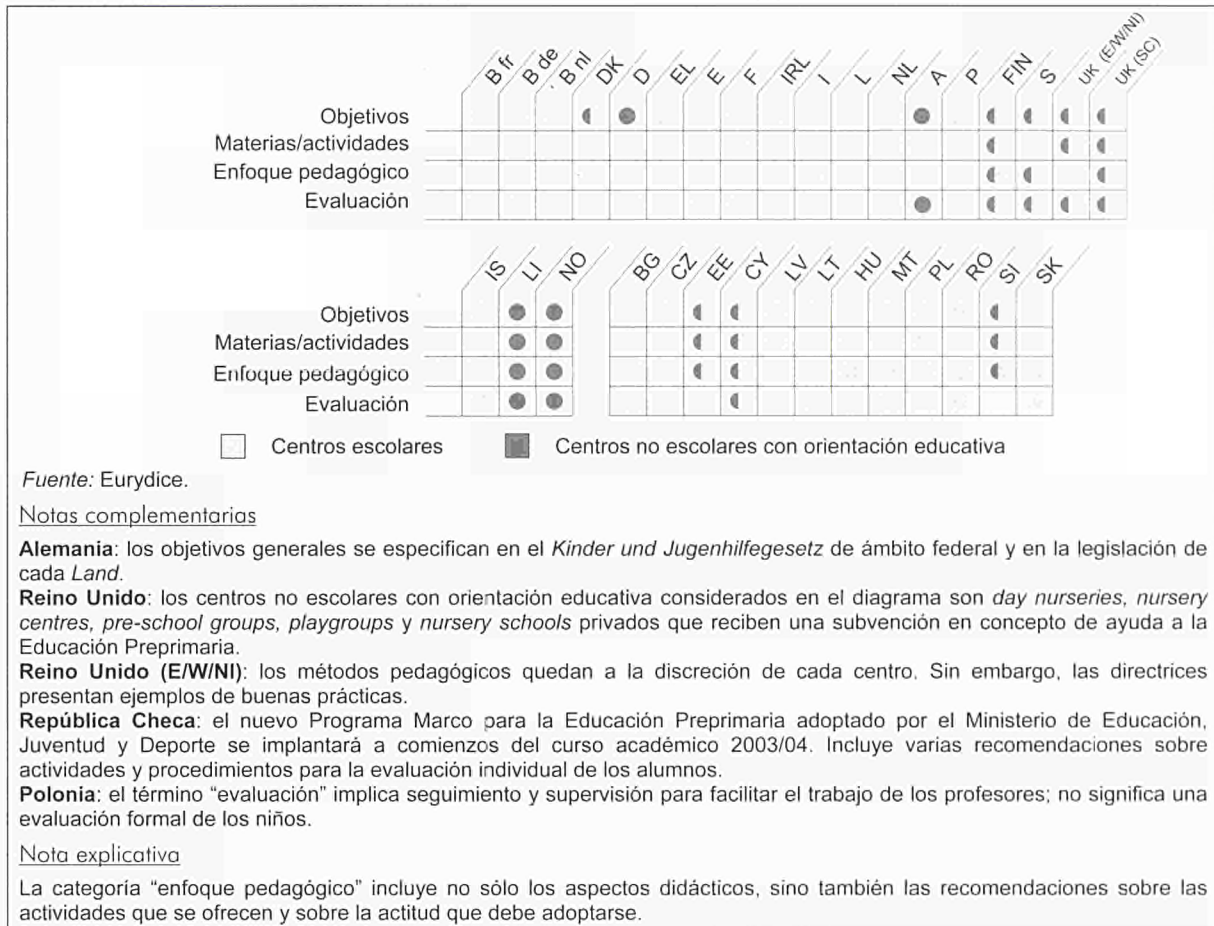 B fr B de B nl DK D EL E F IRL I L NL A P FIN S UK (E/W/NI) UK (SC)
Objetivos
Materias/actividades
Enfoque pedagógico
Evaluación
IS LI NO BG CZ EE CY LV LT HU MT PL RO SI SK
Objetivos
Materias/actividades
Enfoque pedagógico
Evaluación
Centros escolares Centros no escolares con orientación educativa
Fuente: Eurydice.
Notas complementarias
Alemania: los objetivos generales se especifican en el Kinder und Jugenhilfegesetz de ámbito federal y en la legislación de
cada Land.
Reino Unido: los centros no escolares con orientación educativa considerados en el diagrama son day nurseries, nursery
centres, pre-school groups, playgroups y nursery schools privados que reciben una subvención en concepto de ayuda a la
Educación Preprimaria.
Reino Unido (E/W/NI): los métodos pedagógicos quedan a la discreción de cada centro. Sin embargo, las directrices
presentan ejemplos de buenas prácticas.
República Checa: el nuevo Programa Marco para la Educación Preprimaria adoptado por el Ministerio de Educación,
Juventud y Deporte se implantará a comienzos del curso académico 2003/04. Incluye varias recomendaciones sobre
actividades y procedimientos para la evaluación individual de los alumnos.
Polonia: el término “evaluación” implica seguimiento y supervisión para facilitar el trabajo de los profesores; no significa una
evaluación formal de los niños.
Nota explicativa
La categoría “enfoque pedagógico” incluye no sólo los aspectos didácticos, sino también las recomendaciones sobre las
actividades que se ofrecen y sobre la actitud que debe adoptarse.